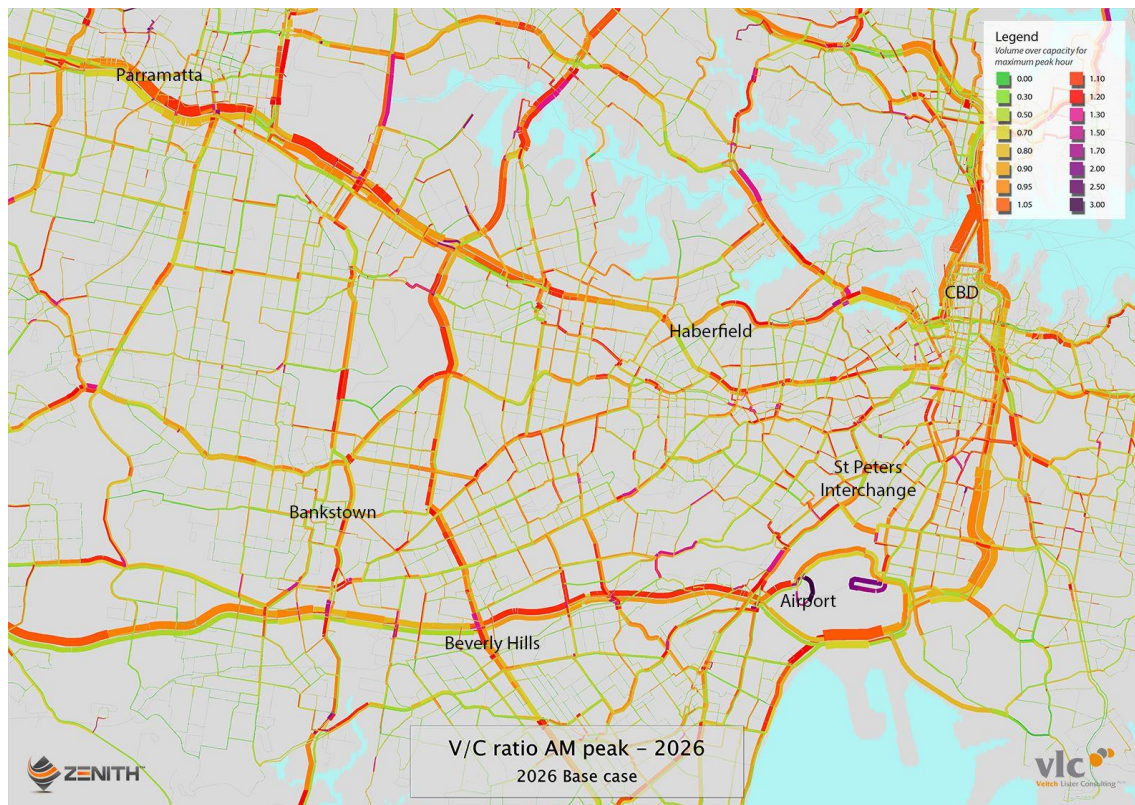 Legend
Volume over capacity for
maximum peak hour
0.00
0.30
0.50
0.70
0.80
0.90
0.95
1.05
1.10
1.20
1.30
1.50
1.70
2.00
2.50
3.00
Parramatta
CBD
Haberfield
St Peters
Interchange
Bankstown
Airport
Beverly Hills
V/C ratio AM peak – 2026
2026 Base case
ZENITH
vlc
Veitch Lister Consulting